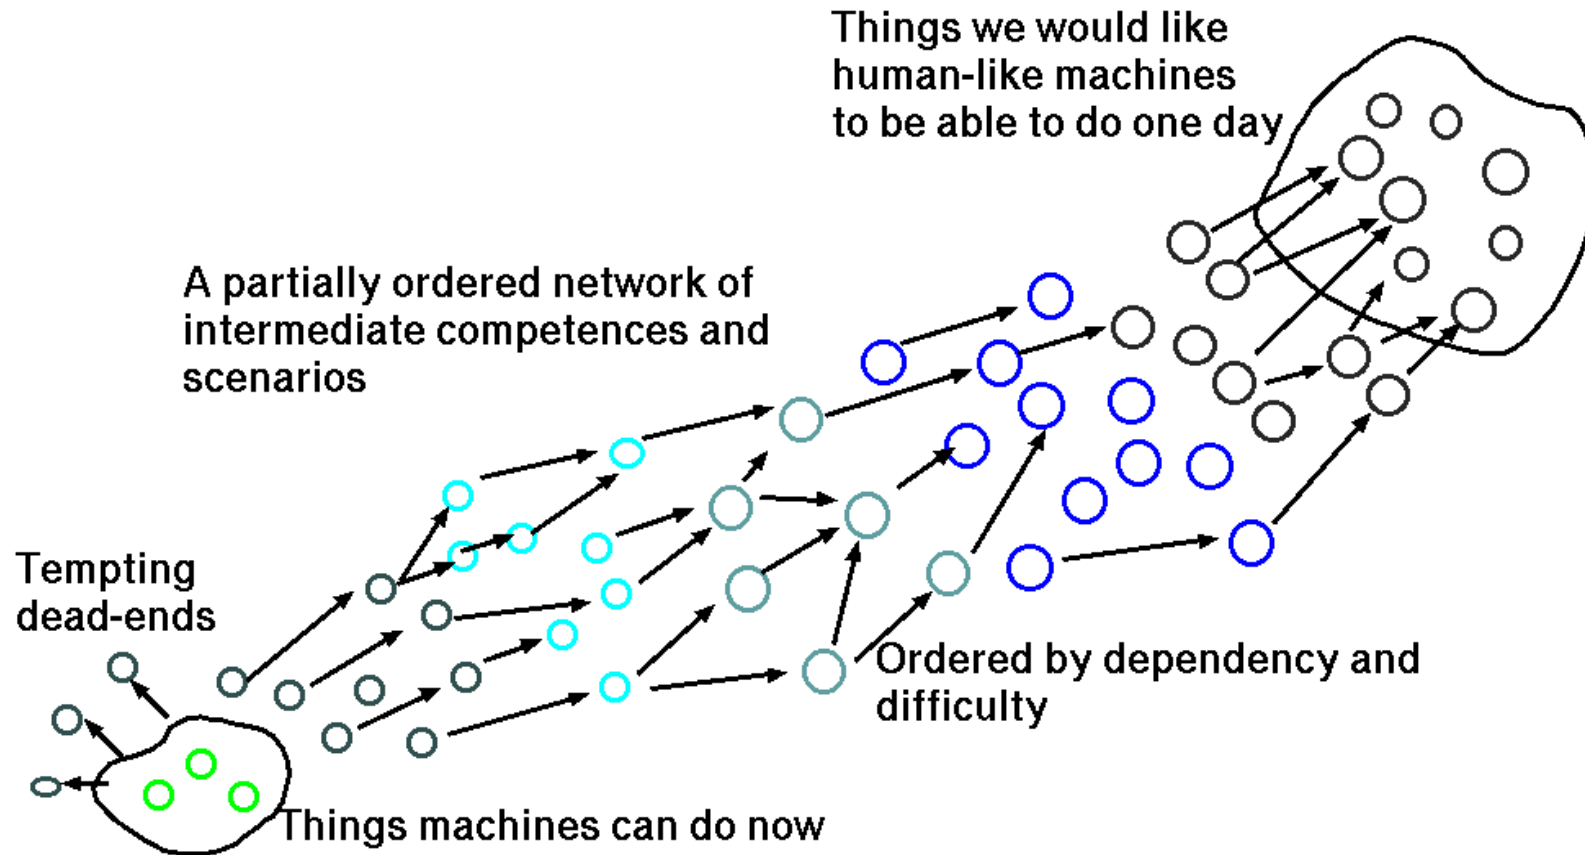 Things we would like
human-like machines
to be able to do one day
A partially ordered network of
intermediate competences and
scenarios
Tempting
dead-ends
Ordered by dependency and
difficulty
Things machines can do now